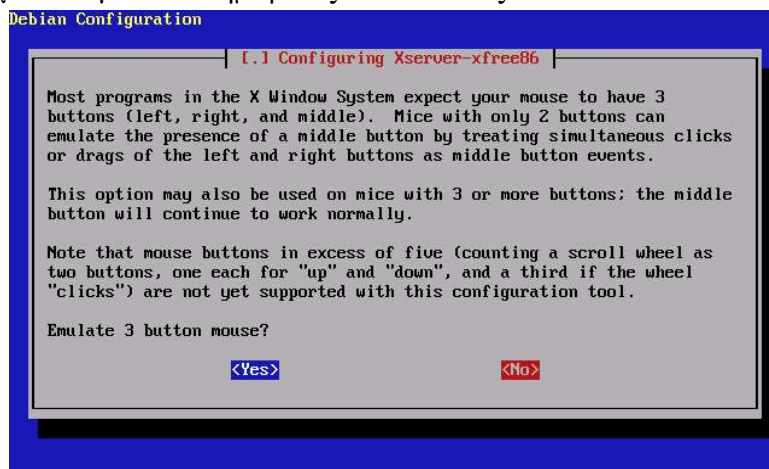 Debian Configuration
[.] Configuring Xserver-xfree86
Most programs in the X Window System expect your mouse to have 3
buttons (left, right, and middle).  Mice with only 2 buttons can
emulate the presence of a middle button by treating simultaneous clicks
or drags of the left and right buttons as middle button events.
This option may also be used on mice with 3 or more buttons; the middle
button will continue to work normally.
Note that mouse buttons in excess of five (counting a scroll wheel as
two buttons, one each for "up" and "down", and a third if the wheel
"clicks") are not yet supported with this configuration tool.
Emulate 3 button mouse?
<Yes> <No>